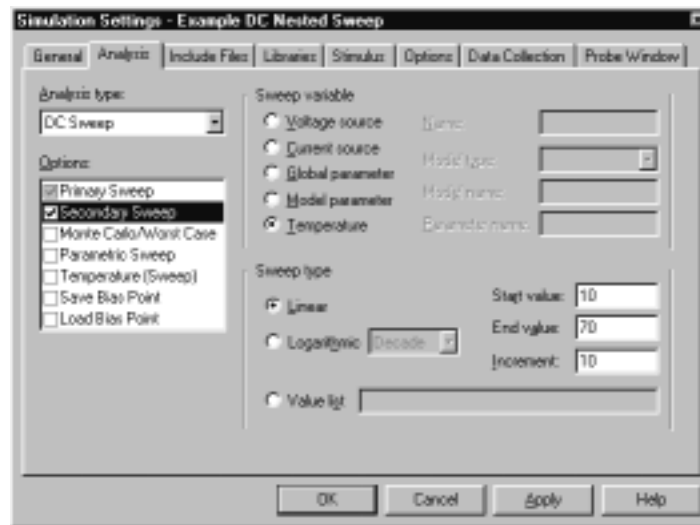 Simulation Settings - Example DC Nested Sweep
General
Analysis
Include Files
Libraries
Stimulus
Options
Data Collection
Probe Window
Analysis type:
DC Sweep
Options:
Primary Sweep
Secondary Sweep
Monte Carlo/Worst Case
Parametric Sweep
Temperature (Sweep)
Save Bias Point
Load Bias Point
Sweep variable
Voltage source
Current source
Global parameter
Model parameter
Temperature
Name:
Model type:
Model name:
Parameter name:
Sweep type
Linear
Logarithmic
Decade
Value list
Start value:
10
End value:
70
Increment:
10
OK
Cancel
Apply
Help